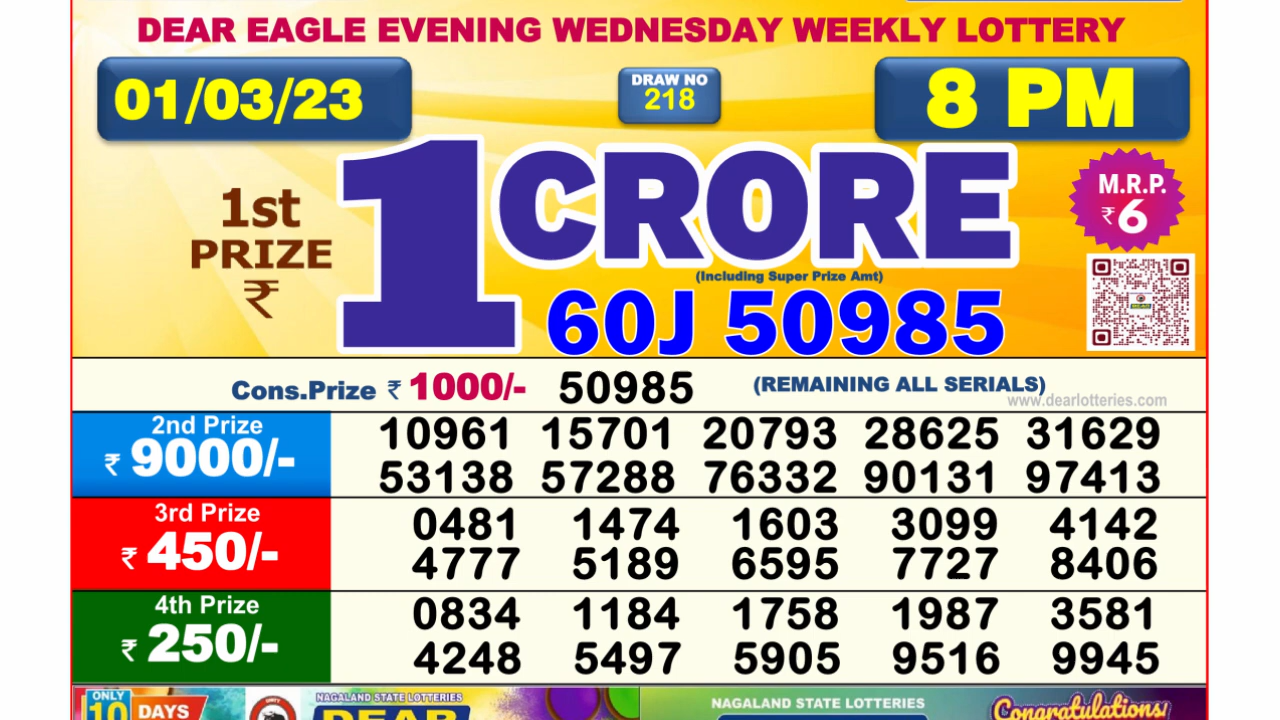 DEAR EAGLE EVENING WEDNESDAY WEEKLY LOTTERY
01/03/23
DRAW NO
218
8 PM
1st
PRIZE
₹
1 CRORE
(Including Super Prize Amt)
60J 50985
M.R.P.
₹ 6
Cons.Prize ₹ 1000/- 50985 (REMAINING ALL SERIALS)
www.dearlotteries.com
2nd Prize
₹ 9000/-
10961 15701 20793 28625 31629
53138 57288 76332 90131 97413
3rd Prize
₹ 450/-
0481 1474 1603 3099 4142
4777 5189 6595 7727 8406
4th Prize
₹ 250/-
0834 1184 1758 1987 3581
4248 5497 5905 9516 9945
ONLY
10 DAYS
NAGALAND STATE LOTTERIES
DEAR
NAGALAND STATE LOTTERIES
Congratulations!